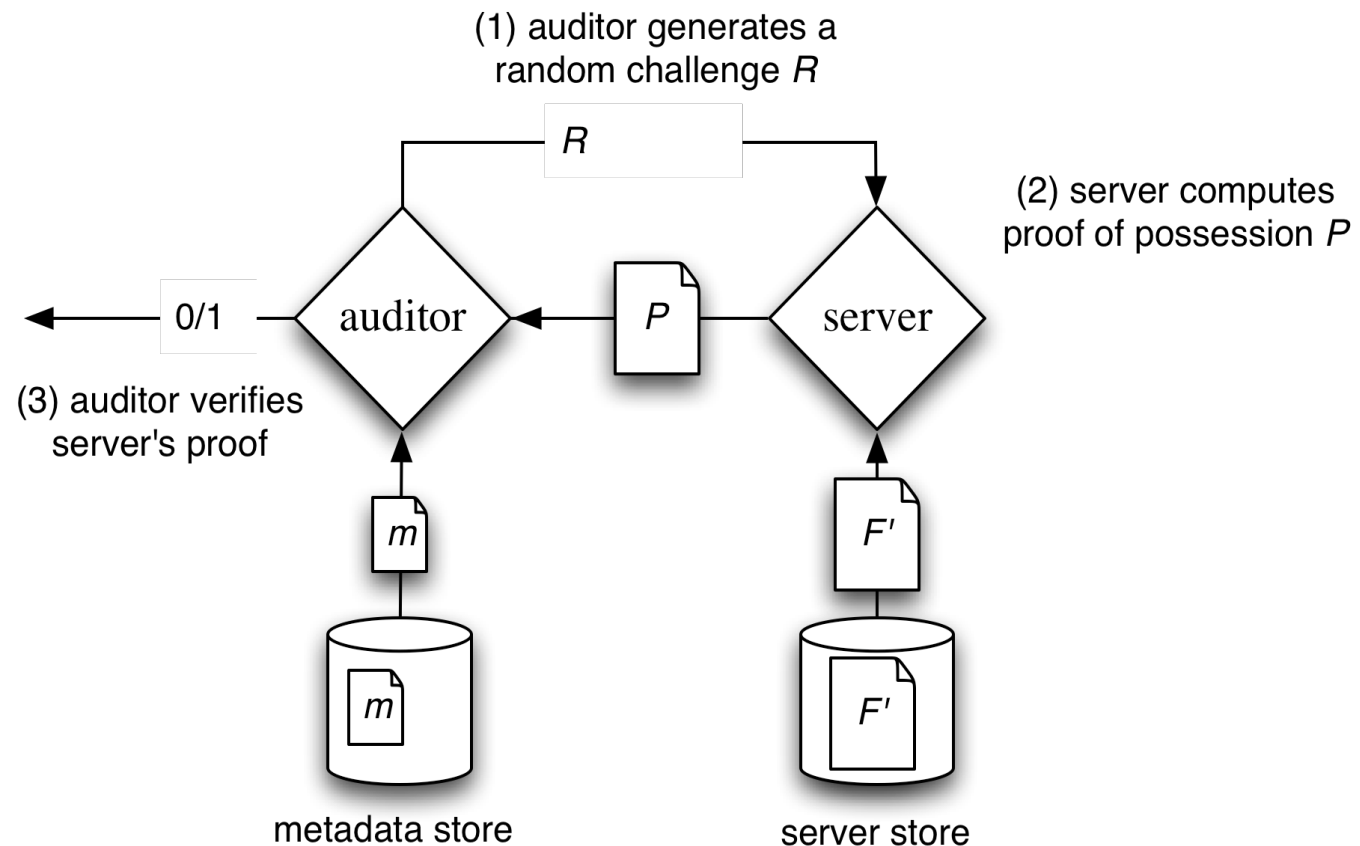 (1) auditor generates a
random challenge R
R
(2) server computes
proof of possession P
0/1
auditor
P
server
(3) auditor verifies
server's proof
m
F'
m
F'
metadata store
server store